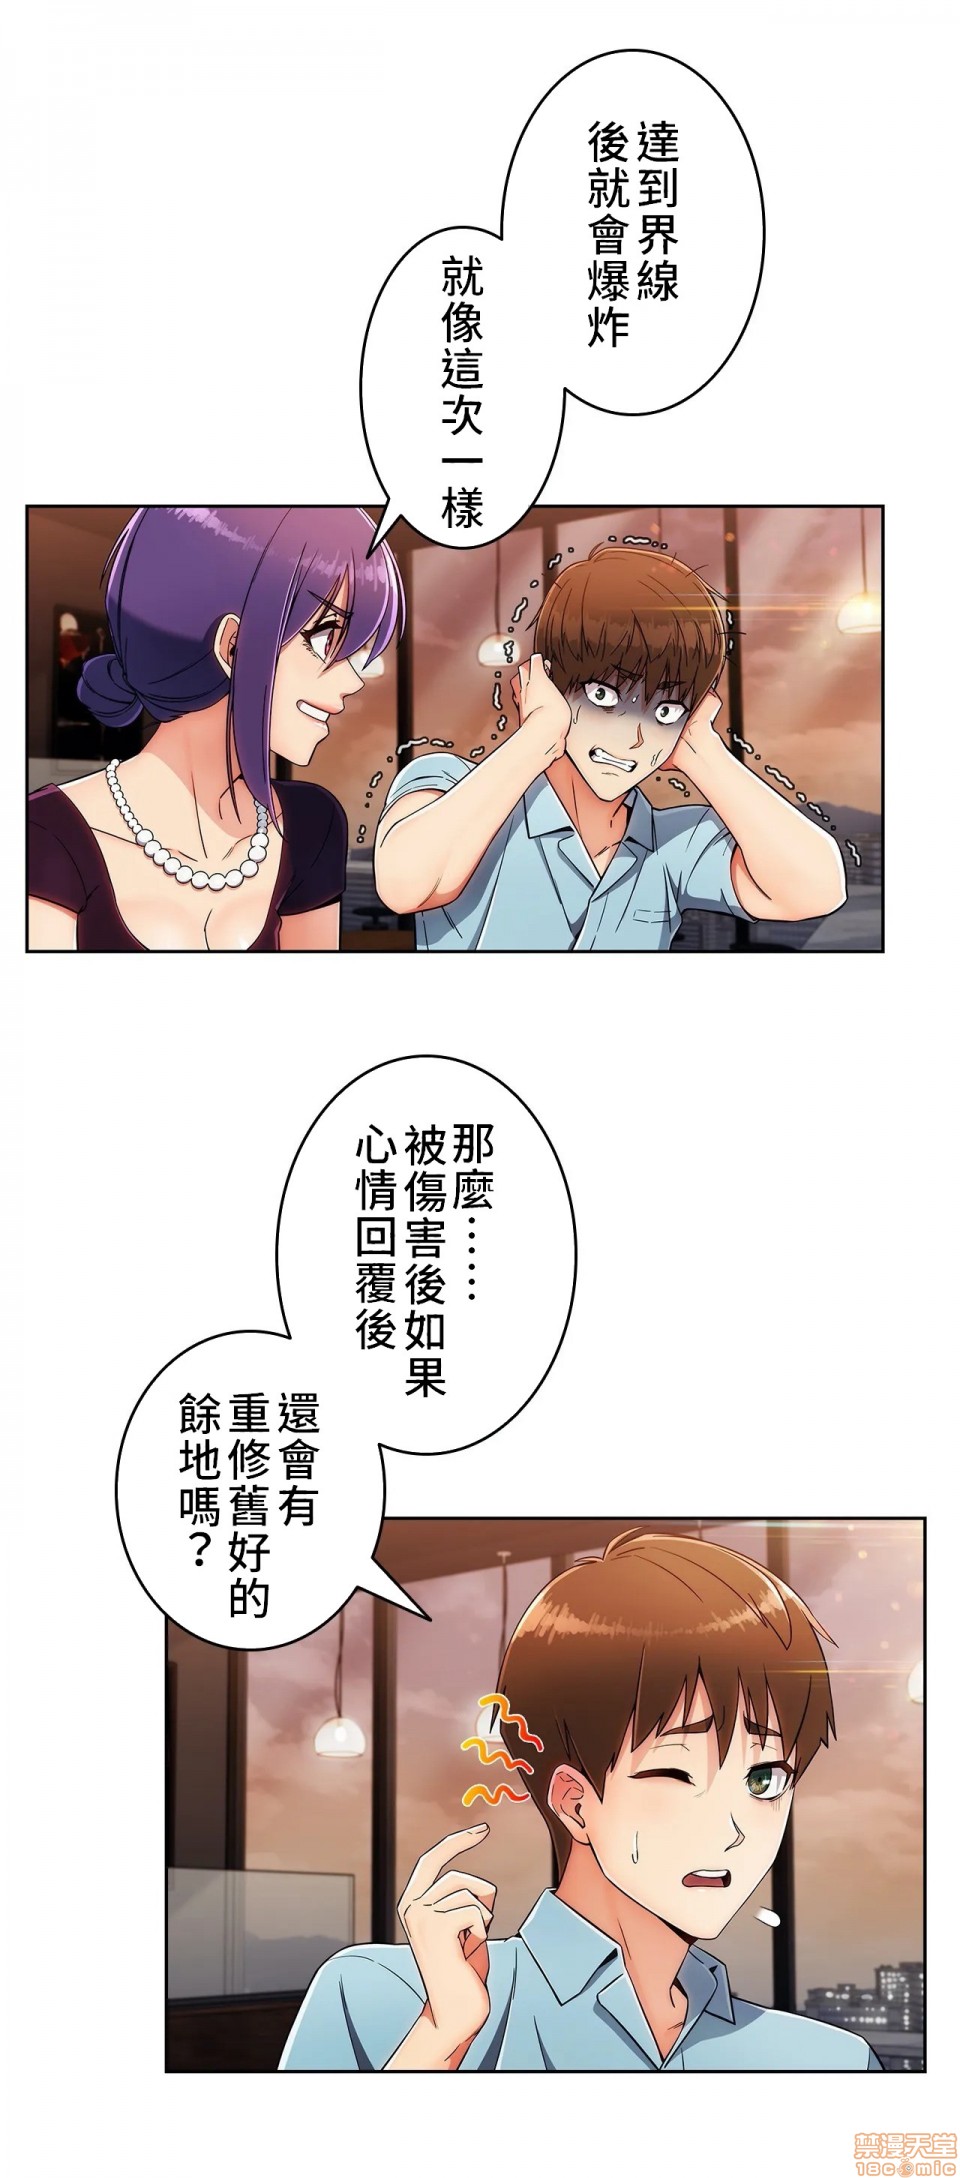 達到界線
後就會爆炸
就像這次一樣
那麼……
被傷害後如果
心情回覆後
還會有
重修舊好的
餘地嗎？
禁漫天堂
18comic